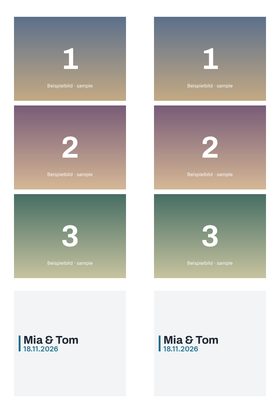 1
Beispielbild · sample
2
Beispielbild · sample
3
Beispielbild · sample
Mia & Tom
18.11.2026
1
Beispielbild · sample
2
Beispielbild · sample
3
Beispielbild · sample
Mia & Tom
18.11.2026